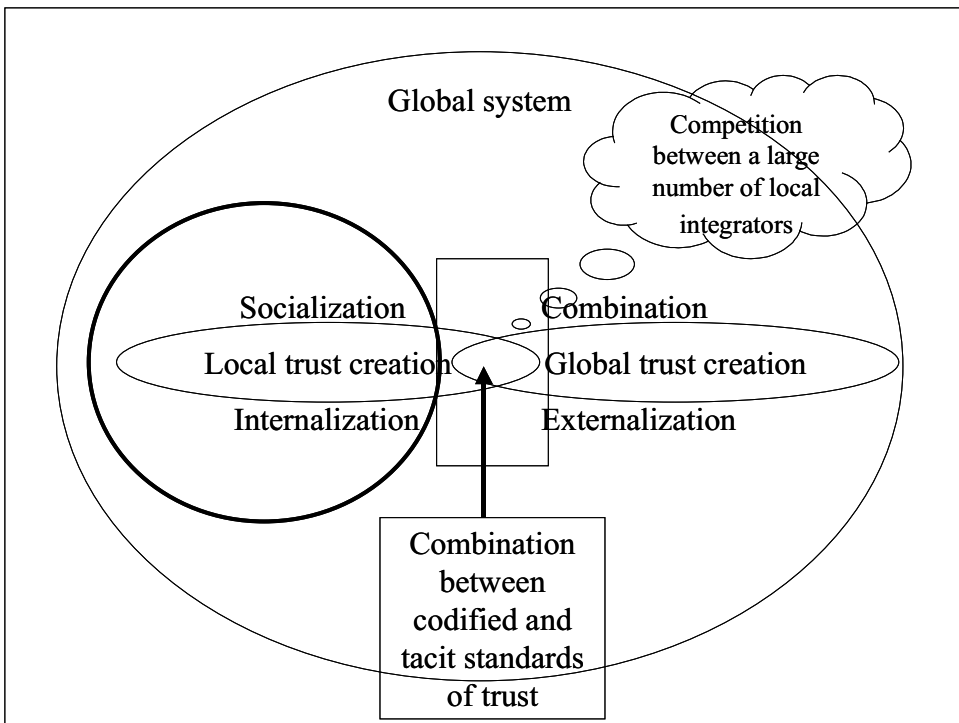 Global system
Competition
between a large
number of local
integrators
Socialization
Combination
Local trust creation
Global trust creation
Internalization
Externalization
Combination
between
codified and
tacit standards
of trust